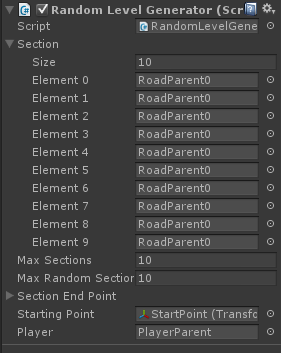 Random Level Generator (Scr
Script RandomLevelGene
Section
Size 10
Element 0 RoadParent0
Element 1 RoadParent0
Element 2 RoadParent0
Element 3 RoadParent0
Element 4 RoadParent0
Element 5 RoadParent0
Element 6 RoadParent0
Element 7 RoadParent0
Element 8 RoadParent0
Element 9 RoadParent0
Max Sections 10
Max Random Section 10
Section End Point
Starting Point StartPoint (Transfo
Player PlayerParent